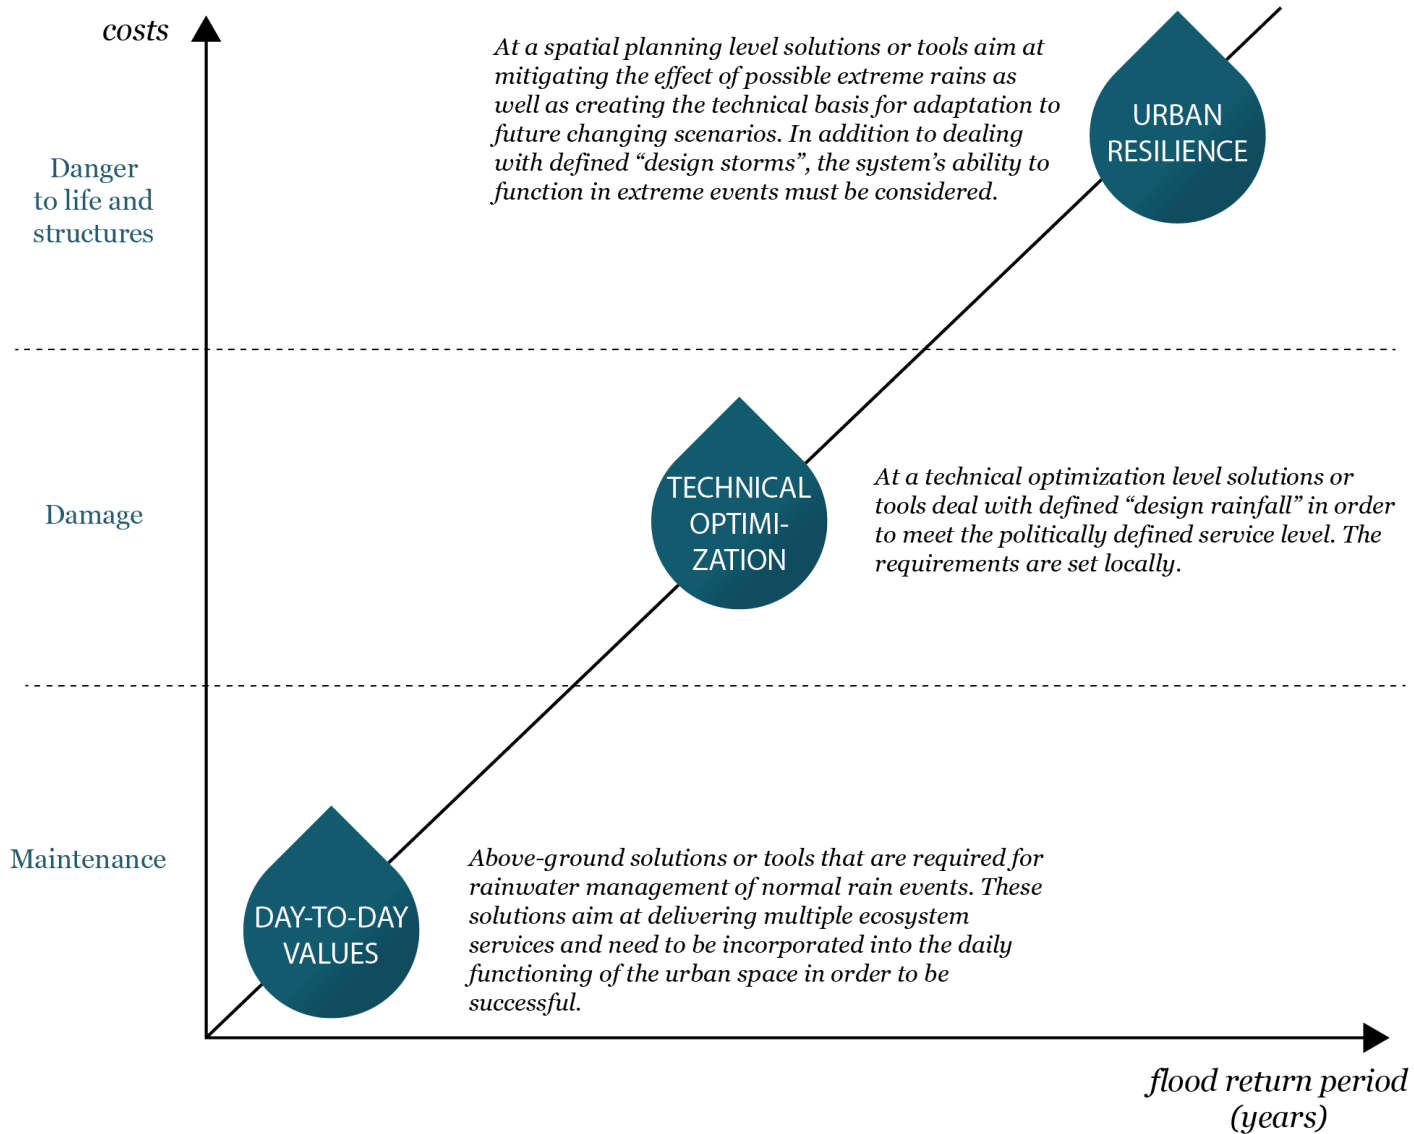 costs
At a spatial planning level solutions or tools aim at
mitigating the effect of possible extreme rains as
well as creating the technical basis for adaptation to
future changing scenarios. In addition to dealing
with defined “design storms”, the system’s ability to
function in extreme events must be considered.
URBAN
RESILIENCE
Danger
to life and
structures
Damage
TECHNICAL
OPTIMI-
ZATION
At a technical optimization level solutions or
tools deal with defined “design rainfall” in order
to meet the politically defined service level. The
requirements are set locally.
Maintenance
DAY-TO-DAY
VALUES
Above-ground solutions or tools that are required for
rainwater management of normal rain events. These
solutions aim at delivering multiple ecosystem
services and need to be incorporated into the daily
functioning of the urban space in order to be
successful.
flood return period
(years)